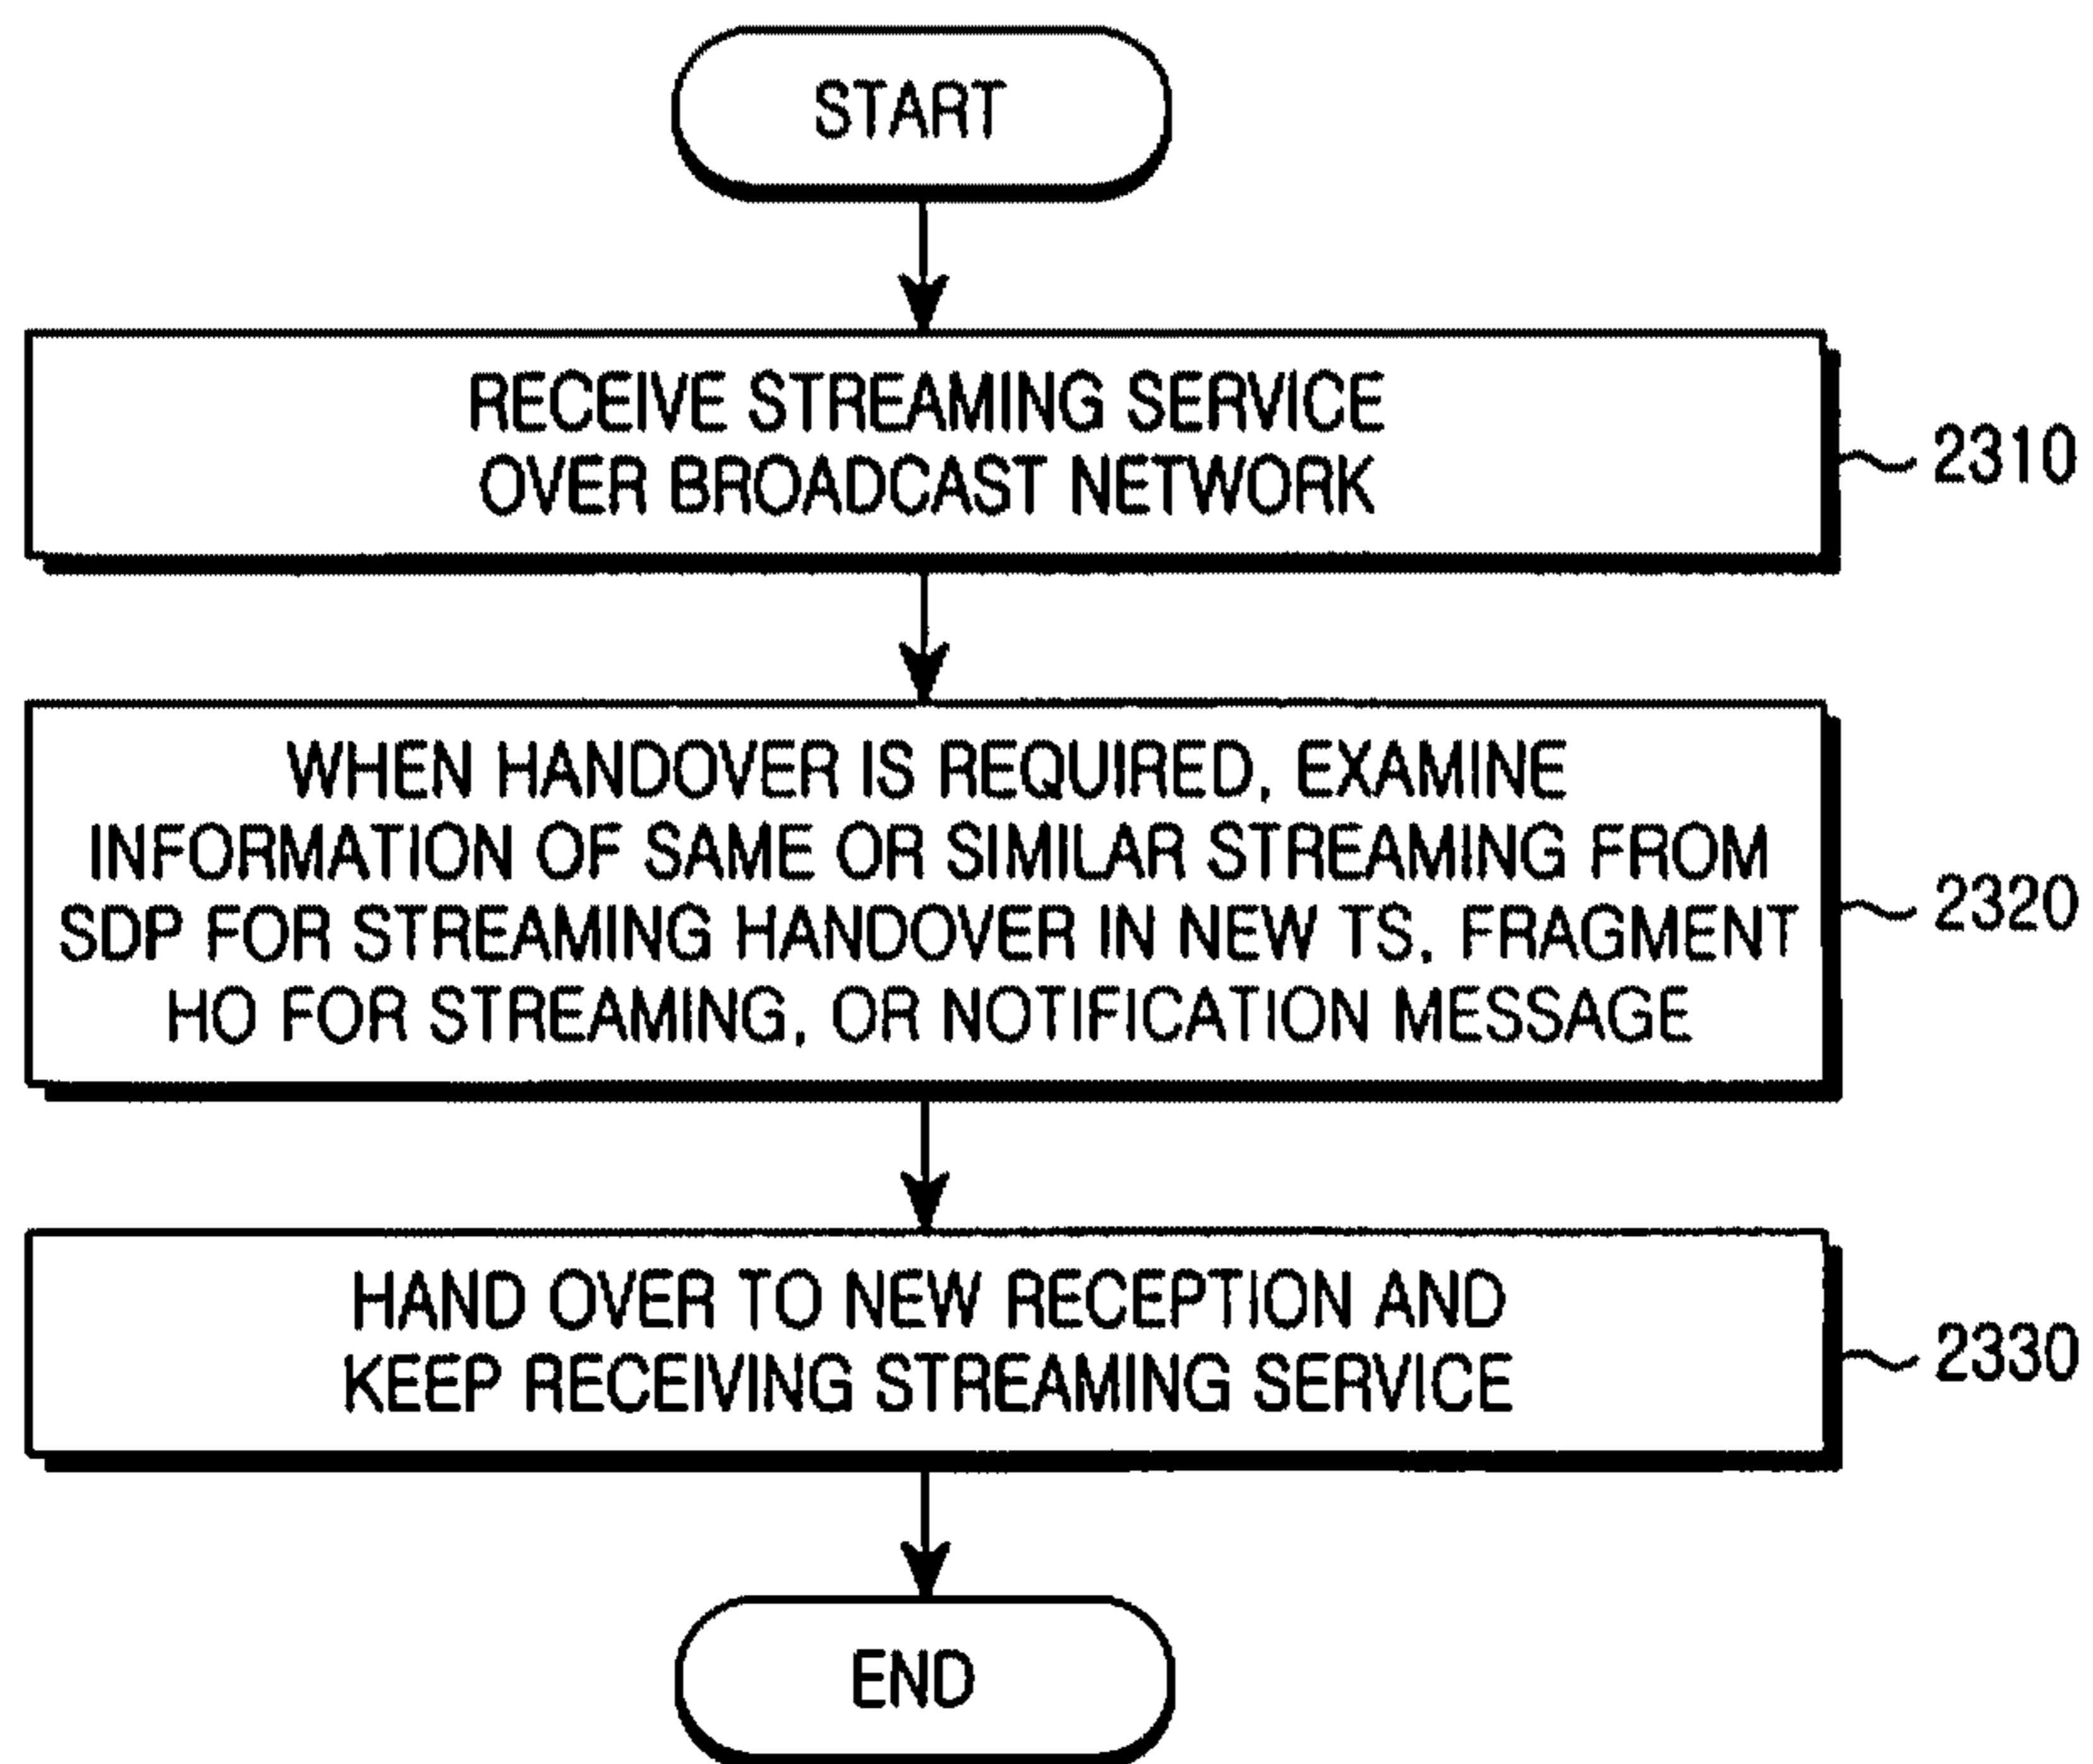 START
RECEIVE STREAMING SERVICE
OVER BROADCAST NETWORK
2310
WHEN HANDOVER IS REQUIRED, EXAMINE
INFORMATION OF SAME OR SIMILAR STREAMING FROM
SDP FOR STREAMING HANDOVER IN NEW TS, FRAGMENT
HO FOR STREAMING, OR NOTIFICATION MESSAGE
2320
HAND OVER TO NEW RECEPTION AND
KEEP RECEIVING STREAMING SERVICE
2330
END